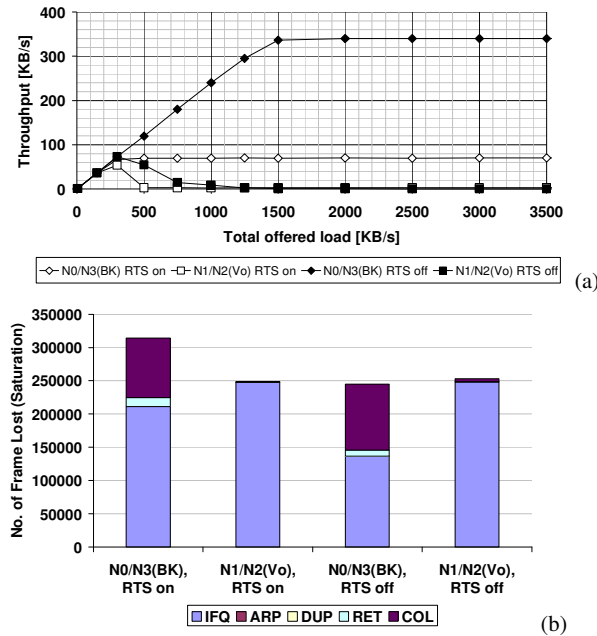 400
300
200
100
0
Throughput [KB/s]
0 500 1000 1500 2000 2500 3000 3500
Total offered load [KB/s]
N0/N3(BK) RTS on N1/N2(Vo) RTS on N0/N3(BK) RTS off N1/N2(Vo) RTS off
(a)
350000
300000
250000
200000
150000
100000
50000
0
No. of Frame Lost (Saturation)
N0/N3(BK), N1/N2(Vo), N0/N3(BK), N1/N2(Vo),
RTS on RTS on RTS off RTS off
IFQ ARP DUP RET COL
(b)